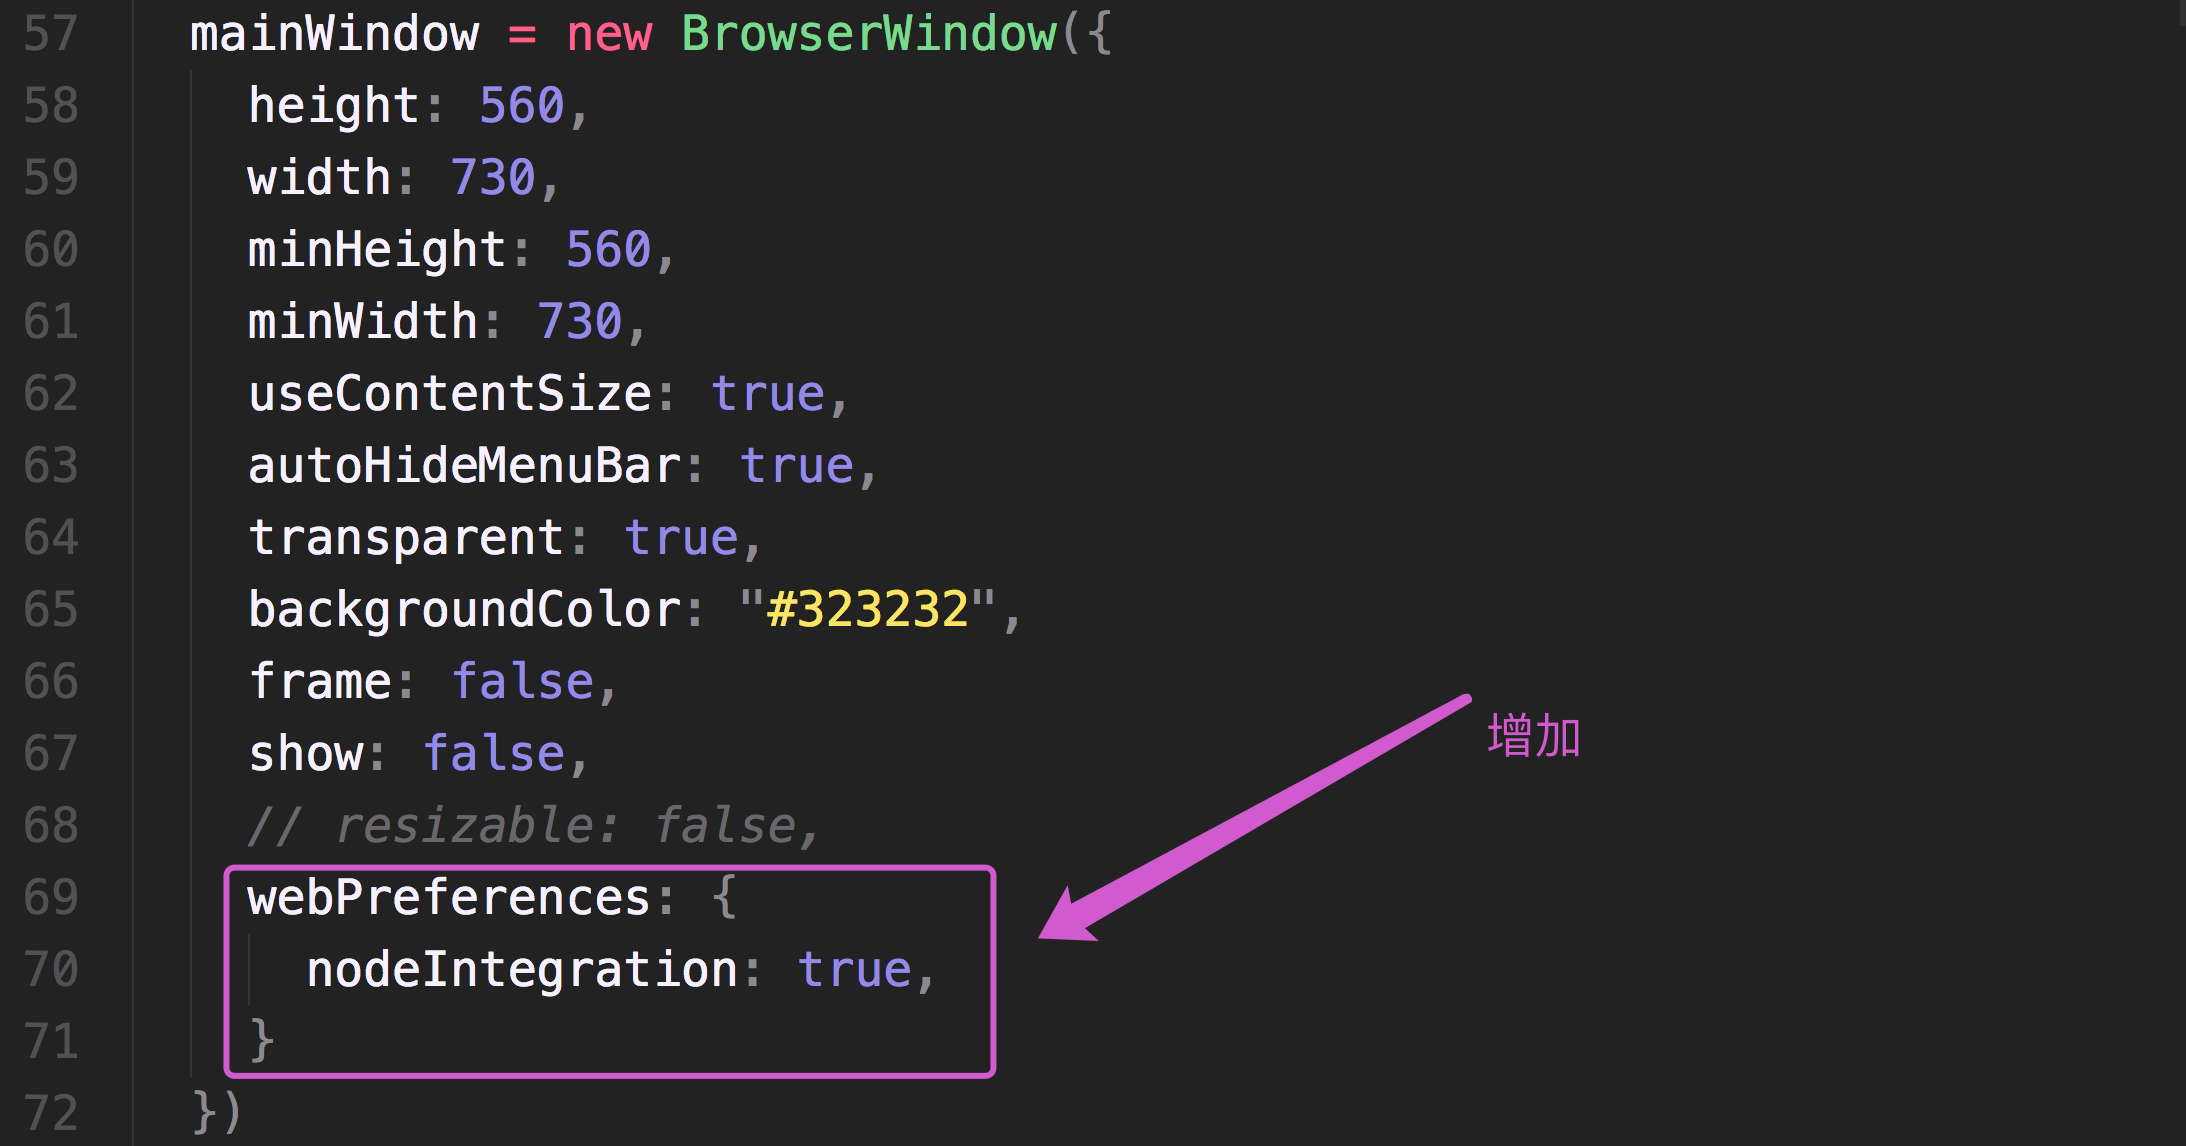 57 mainWindow = new BrowserWindow({
58 height: 560,
59 width: 730,
60 minHeight: 560,
61 minWidth: 730,
62 useContentSize: true,
63 autoHideMenuBar: true,
64 transparent: true,
65 backgroundColor: "#323232",
66 frame: false,
67 show: false,
增加
68 // resizable: false,
69 webPreferences: {
70 nodeIntegration: true,
71 }
72 })